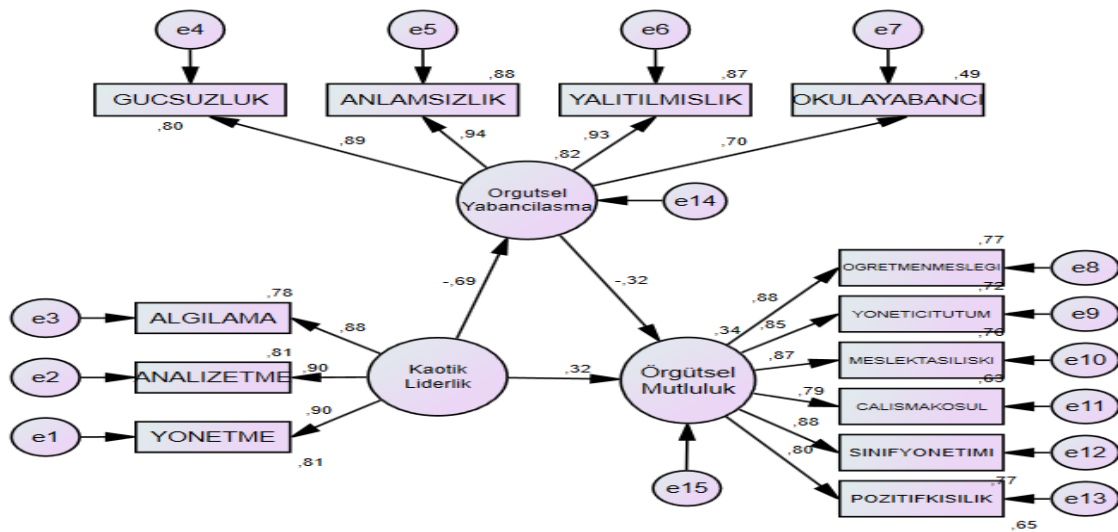 e4 e5 e6 e7
,88 ,87 ,49
GUCSUZLUK ANLAMSIZLIK YALITILMISLIK OKULAYABANCI
,80 ,89 ,94 ,93 ,70
,82
Orgutsel
Yabancilasma
e14
-,69 -,32
,77
OGRETMENMESLEGI e8
,72
YONETICITUTUM e9
,76
MESLEKTASILISKI e10
,63
CALISMAKOSUL e11
SINIFYONETIMI e12
,77
POZITIFKISILIK e13
,65
,88
,85
,87
,79
,88
,80
,34
Örgütsel
Mutluluk
e15
,32
Kaotik
Liderlik
,78
e3 ALGILAMA ,88
,81
e2 ANALIZETME ,90
e1 YONETME ,90
,81